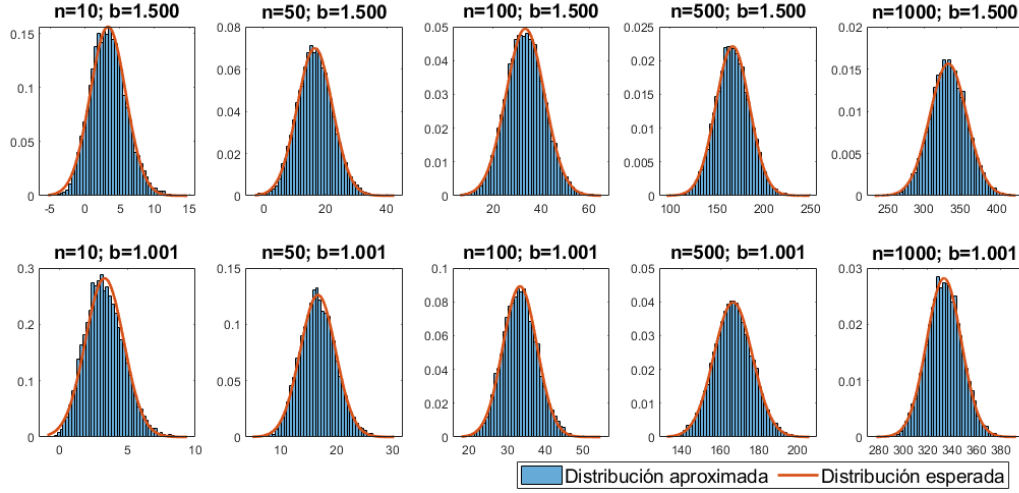 n=10; b=1.500
n=50; b=1.500
n=100; b=1.500
n=500; b=1.500
n=1000; b=1.500
0.15
0.1
0.05
0
-5 0 5 10 15
0.08
0.06
0.04
0.02
0
0 20 40
0.05
0.04
0.03
0.02
0.01
0
20 40 60
0.03
0.025
0.02
0.015
0.01
0.005
0
100 150 200 250
0.02
0.015
0.01
0.005
0
250 300 350 400
n=10; b=1.001
n=50; b=1.001
n=100; b=1.001
n=500; b=1.001
n=1000; b=1.001
0.3
0.2
0.1
0
0 5 10
0.15
0.1
0.05
0
10 20 30
0.1
0.08
0.06
0.04
0.02
0
20 30 40 50
0.05
0.04
0.03
0.02
0.01
0
140 160 180 200
0.03
0.02
0.01
0
280 300 320 340 360 380
Distribución aproximada
Distribución esperada